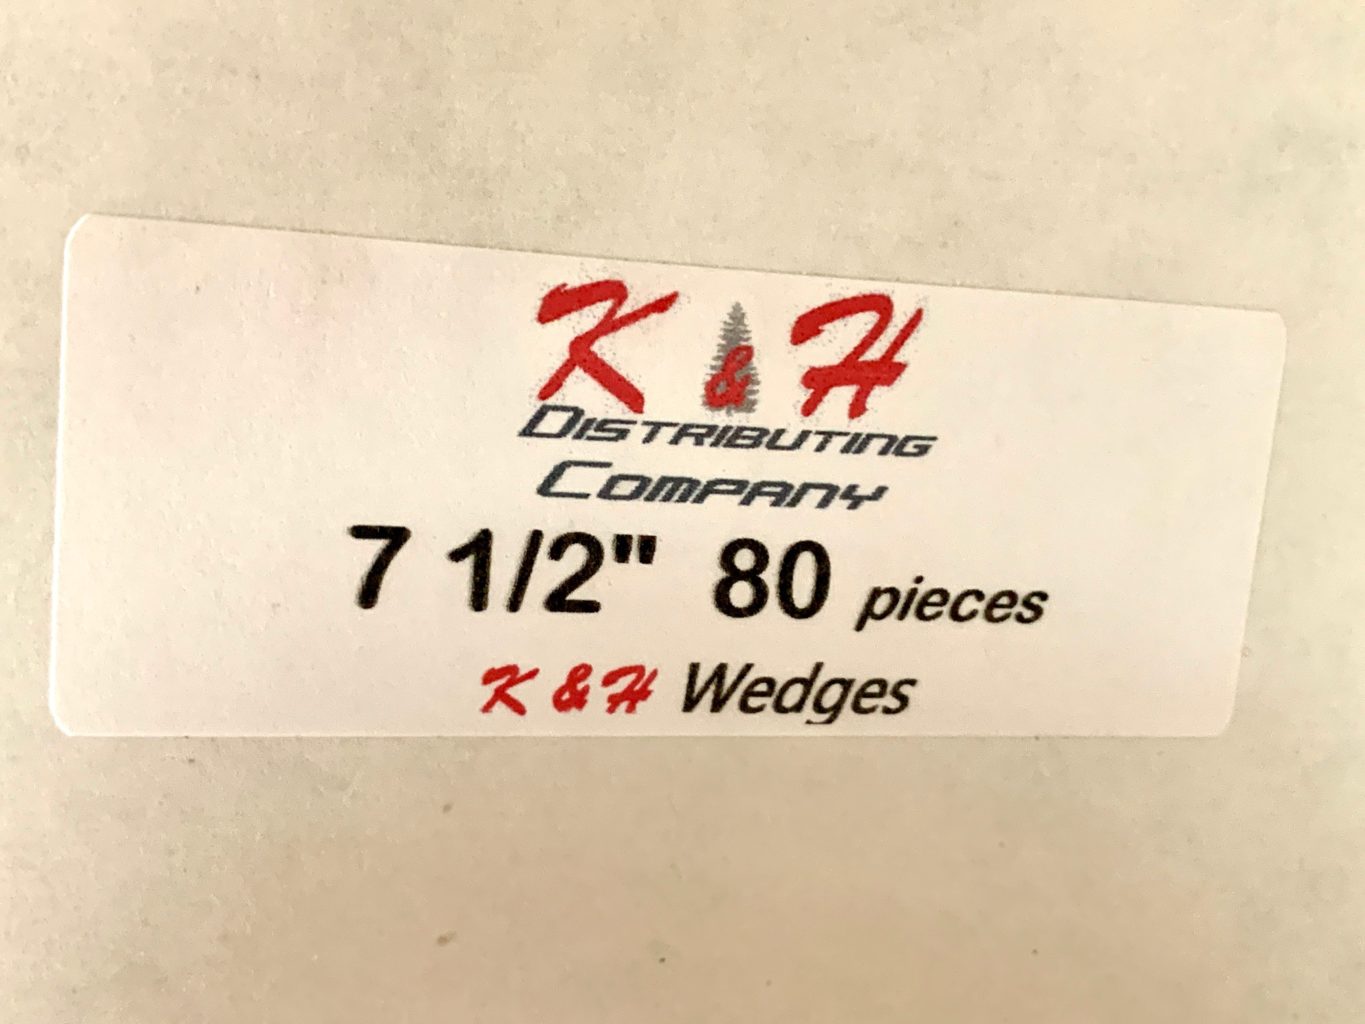 K & H
Distributing
Company
7 1/2" 80 pieces
K & H Wedges